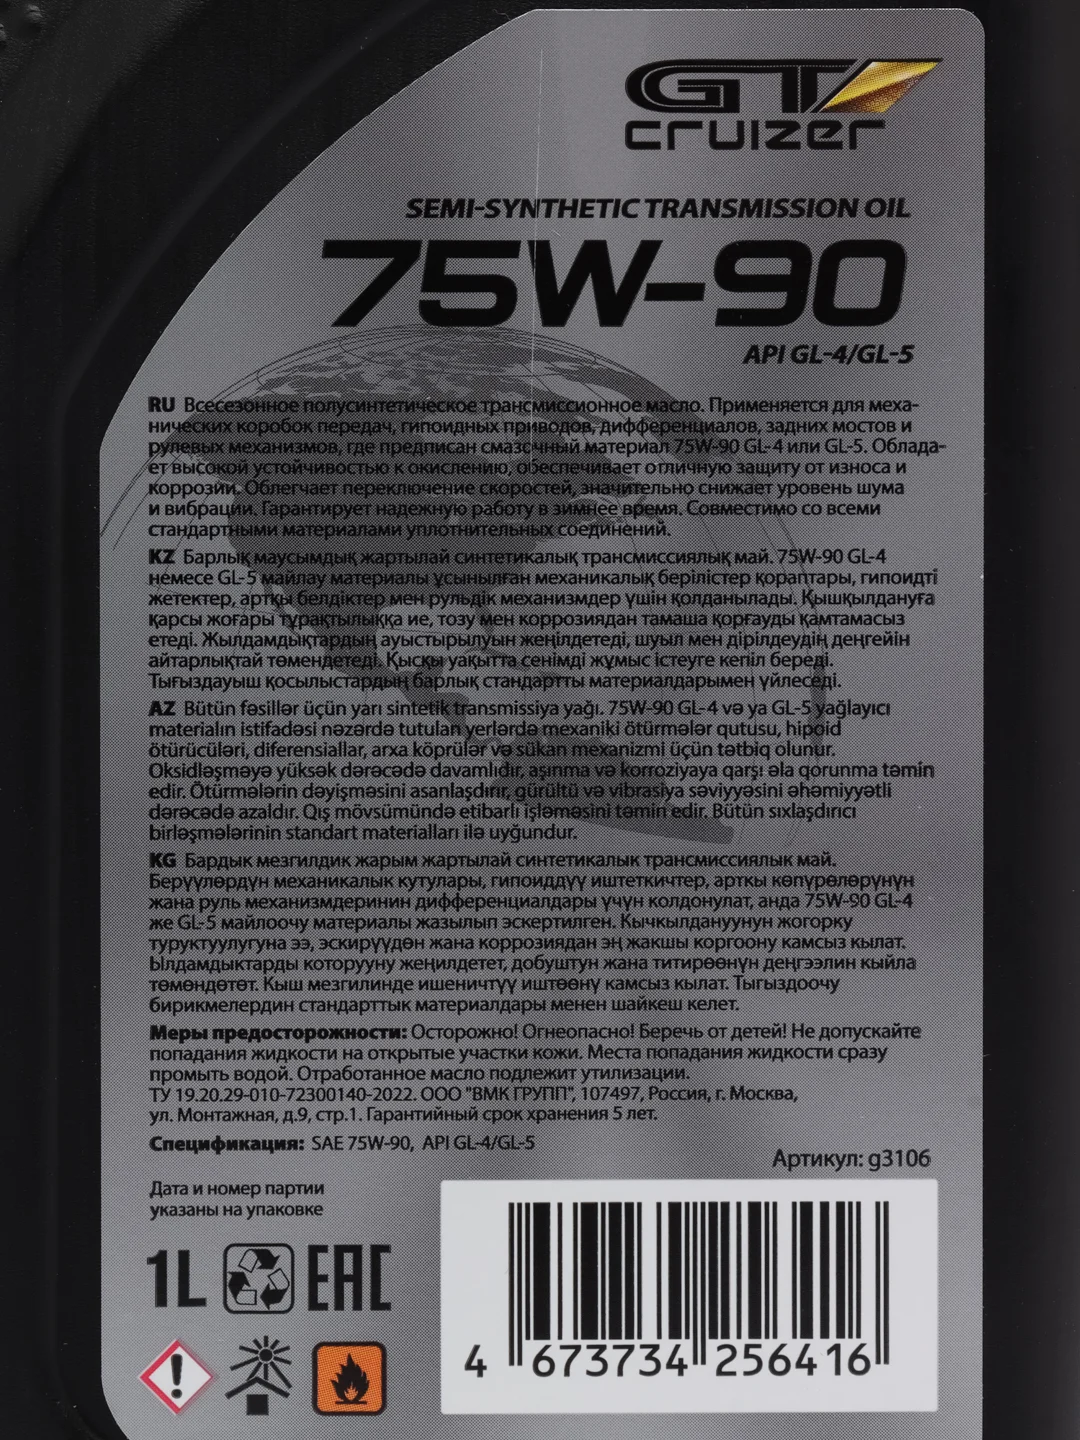 GT
cruizer
SEMI-SYNTHETIC TRANSMISSION OIL
75W-90
API GL-4/GL-5
RU Всесезонное полусинтетическое трансмиссионное масло. Применяется для меха-
нических коробок передач, гипоидных приводов, дифференциалов, задних мостов и
рулевых механизмов, где предписан смазочный материал 75W-90 GL-4 или GL-5. Облада-
ет высокой устойчивостью к окислению, обеспечивает отличную защиту от износа и
коррозии. Облегчает переключение скоростей, значительно снижает уровень шума
и вибрации. Гарантирует надежную работу в зимнее время. Совместимо со всеми
стандартными материалами уплотнительных соединений.
KZ Барлық маусымдық жартылай синтетикалық трансмиссиялық май. 75W-90 GL-4
немесе GL-5 майлау материалы ұсынылған механикалық берілістер қораптары, гипоидті
жетектер, артқы белдіктер мен рульдік механизмдер үшін қолданылады. Қышқылдануға
қарсы жоғары тұрақтылыққа ие, тозу мен коррозиядан тамаша қорғауды қамтамасыз
етеді. Жылдамдықтардың ауыстырылуын жеңілдетеді, шуыл мен дірілдеудің деңгейін
айтарлықтай төмендетеді. Қысқы уақытта сенімді жұмыс істеуге кепіл береді.
Тығыздауыш қосылыстардың барлық стандартты материалдарымен үйлеседі.
AZ Bütün fəsillər üçün yarı sintetik transmissiya yağı. 75W-90 GL-4 və ya GL-5 yağlayıcı
materialın istifadəsi nəzərdə tutulan yerlərdə mexaniki ötürmələr qutusu, hipoid
ötürücüləri, diferensiallar, arxa köprülər və sükan mexanizmi üçün tətbiq olunur.
Oksidləşməyə yüksək dərəcədə davamlıdır, aşınma və korroziyaya qarşı əla qorunma təmin
edir. Ötürmələrin dəyişməsini asanlaşdırır, gürültü və vibrasiya səviyyəsini əhəmiyyətli
dərəcədə azaldır. Qış mövsümündə etibarlı işləməsini təmin edir. Bütün sıxlaşdırıcı
birləşmələrinin standart materialları ilə uyğundur.
KG Бардык мезгилдик жарым жартылай синтетикалык трансмиссиялык май.
Берүүлөрдүн механикалык кутулары, гипоиддүү иштеткичтер, арткы көпүрөлөрүнүн
жана руль механизмдеринин дифференциалдары үчүн колдонулат, анда 75W-90 GL-4
же GL-5 майлоочу материалы жазылып эскертилген. Кычкылдануунун жогорку
туруктуулугуна ээ, эскирүүдөн жана коррозиядан эң жакшы коргоону камсыз кылат.
Ылдамдыктарды которууну жеңилдетет, добуштун жана титирөөнүн деңгээлин кыйла
төмөндөтөт. Кыш мезгилинде ишеничтүү иштөөнү камсыз кылат. Тыгыздоочу
бирикмелердин стандарттык материалдары менен шайкеш келет.
Меры предосторожности: Осторожно! Огнеопасно! Беречь от детей! Не допускайте
попадания жидкости на открытые участки кожи. Места попадания жидкости сразу
промыть водой. Отработанное масло подлежит утилизации.
ТУ 19.20.29-010-72300140-2022. ООО "ВМК ГРУПП", 107497, Россия, г. Москва,
ул. Монтажная, д.9, стр.1. Гарантийный срок хранения 5 лет.
Спецификация: SAE 75W-90, API GL-4/GL-5
Артикул: g3106
Дата и номер партии
указаны на упаковке
1L EAC
4 673734 256416